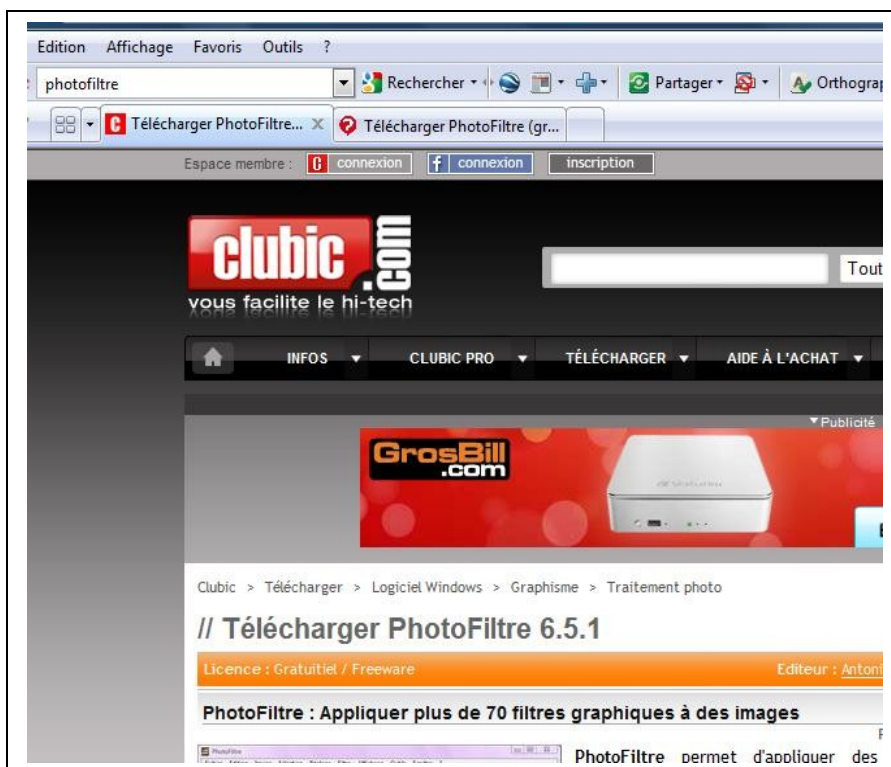 Edition Affichage Favoris Outils ?
photofiltre Rechercher Partager Orthograp
Télécharger PhotoFiltre... Télécharger PhotoFiltre (gr...
Espace membre : connexion connexion inscription
clubic.com
vous facilite le hi-tech
Tout
INFOS CLUBIC PRO TÉLÉCHARGER AIDE À L'ACHAT
Publicité
GrosBill
.com
Clubic > Télécharger > Logiciel Windows > Graphisme > Traitement photo
// Télécharger PhotoFiltre 6.5.1
Licence : Gratuitiel / Freeware Editeur : Antoni
PhotoFiltre : Appliquer plus de 70 filtres graphiques à des images
PhotoFiltre permet d'appliquer des